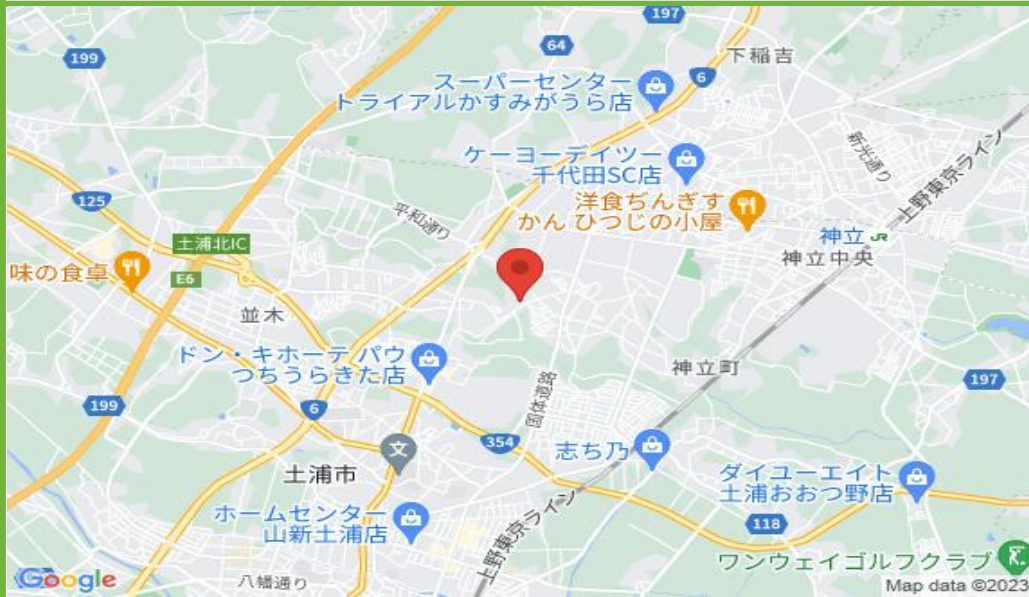 197
199
64
下稲吉
6
スーパーセンター
トライアルかすみがうら店
新光通り
上野東京ライン
ケーヨーデイツー
千代田SC店
125
平和通り
洋食ぢんぎす
かん ひつじの小屋
土浦北IC
神立 JR
神立中央
味の食卓
E6
並木
ドン・キホーテ パウ
つちうらきた店
神立町
197
199
6
国体道路
354
志ち乃
土浦市
ダイユーエイト
土浦おおつ野店
文
ホームセンター
山新土浦店
118
上野東京ライン
ワンウェイゴルフクラブ
Google
八幡通り
Map data ©2023